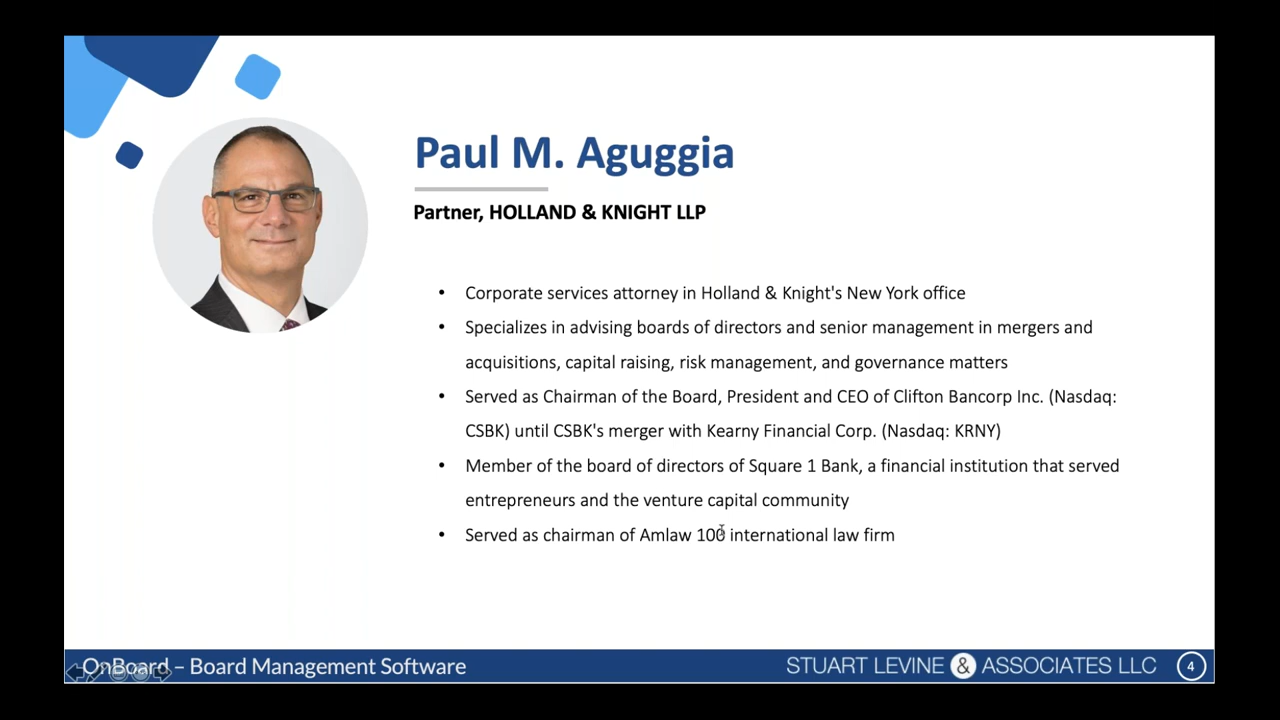 Paul M. Aguggia
Partner, HOLLAND & KNIGHT LLP
• Corporate services attorney in Holland & Knight's New York office
• Specializes in advising boards of directors and senior management in mergers and
acquisitions, capital raising, risk management, and governance matters
• Served as Chairman of the Board, President and CEO of Clifton Bancorp Inc. (Nasdaq:
CSBK) until CSBK's merger with Kearny Financial Corp. (Nasdaq: KRNY)
• Member of the board of directors of Square 1 Bank, a financial institution that served
entrepreneurs and the venture capital community
• Served as chairman of Amlaw 100 international law firm
OnBoard – Board Management Software
STUART LEVINE & ASSOCIATES LLC
4